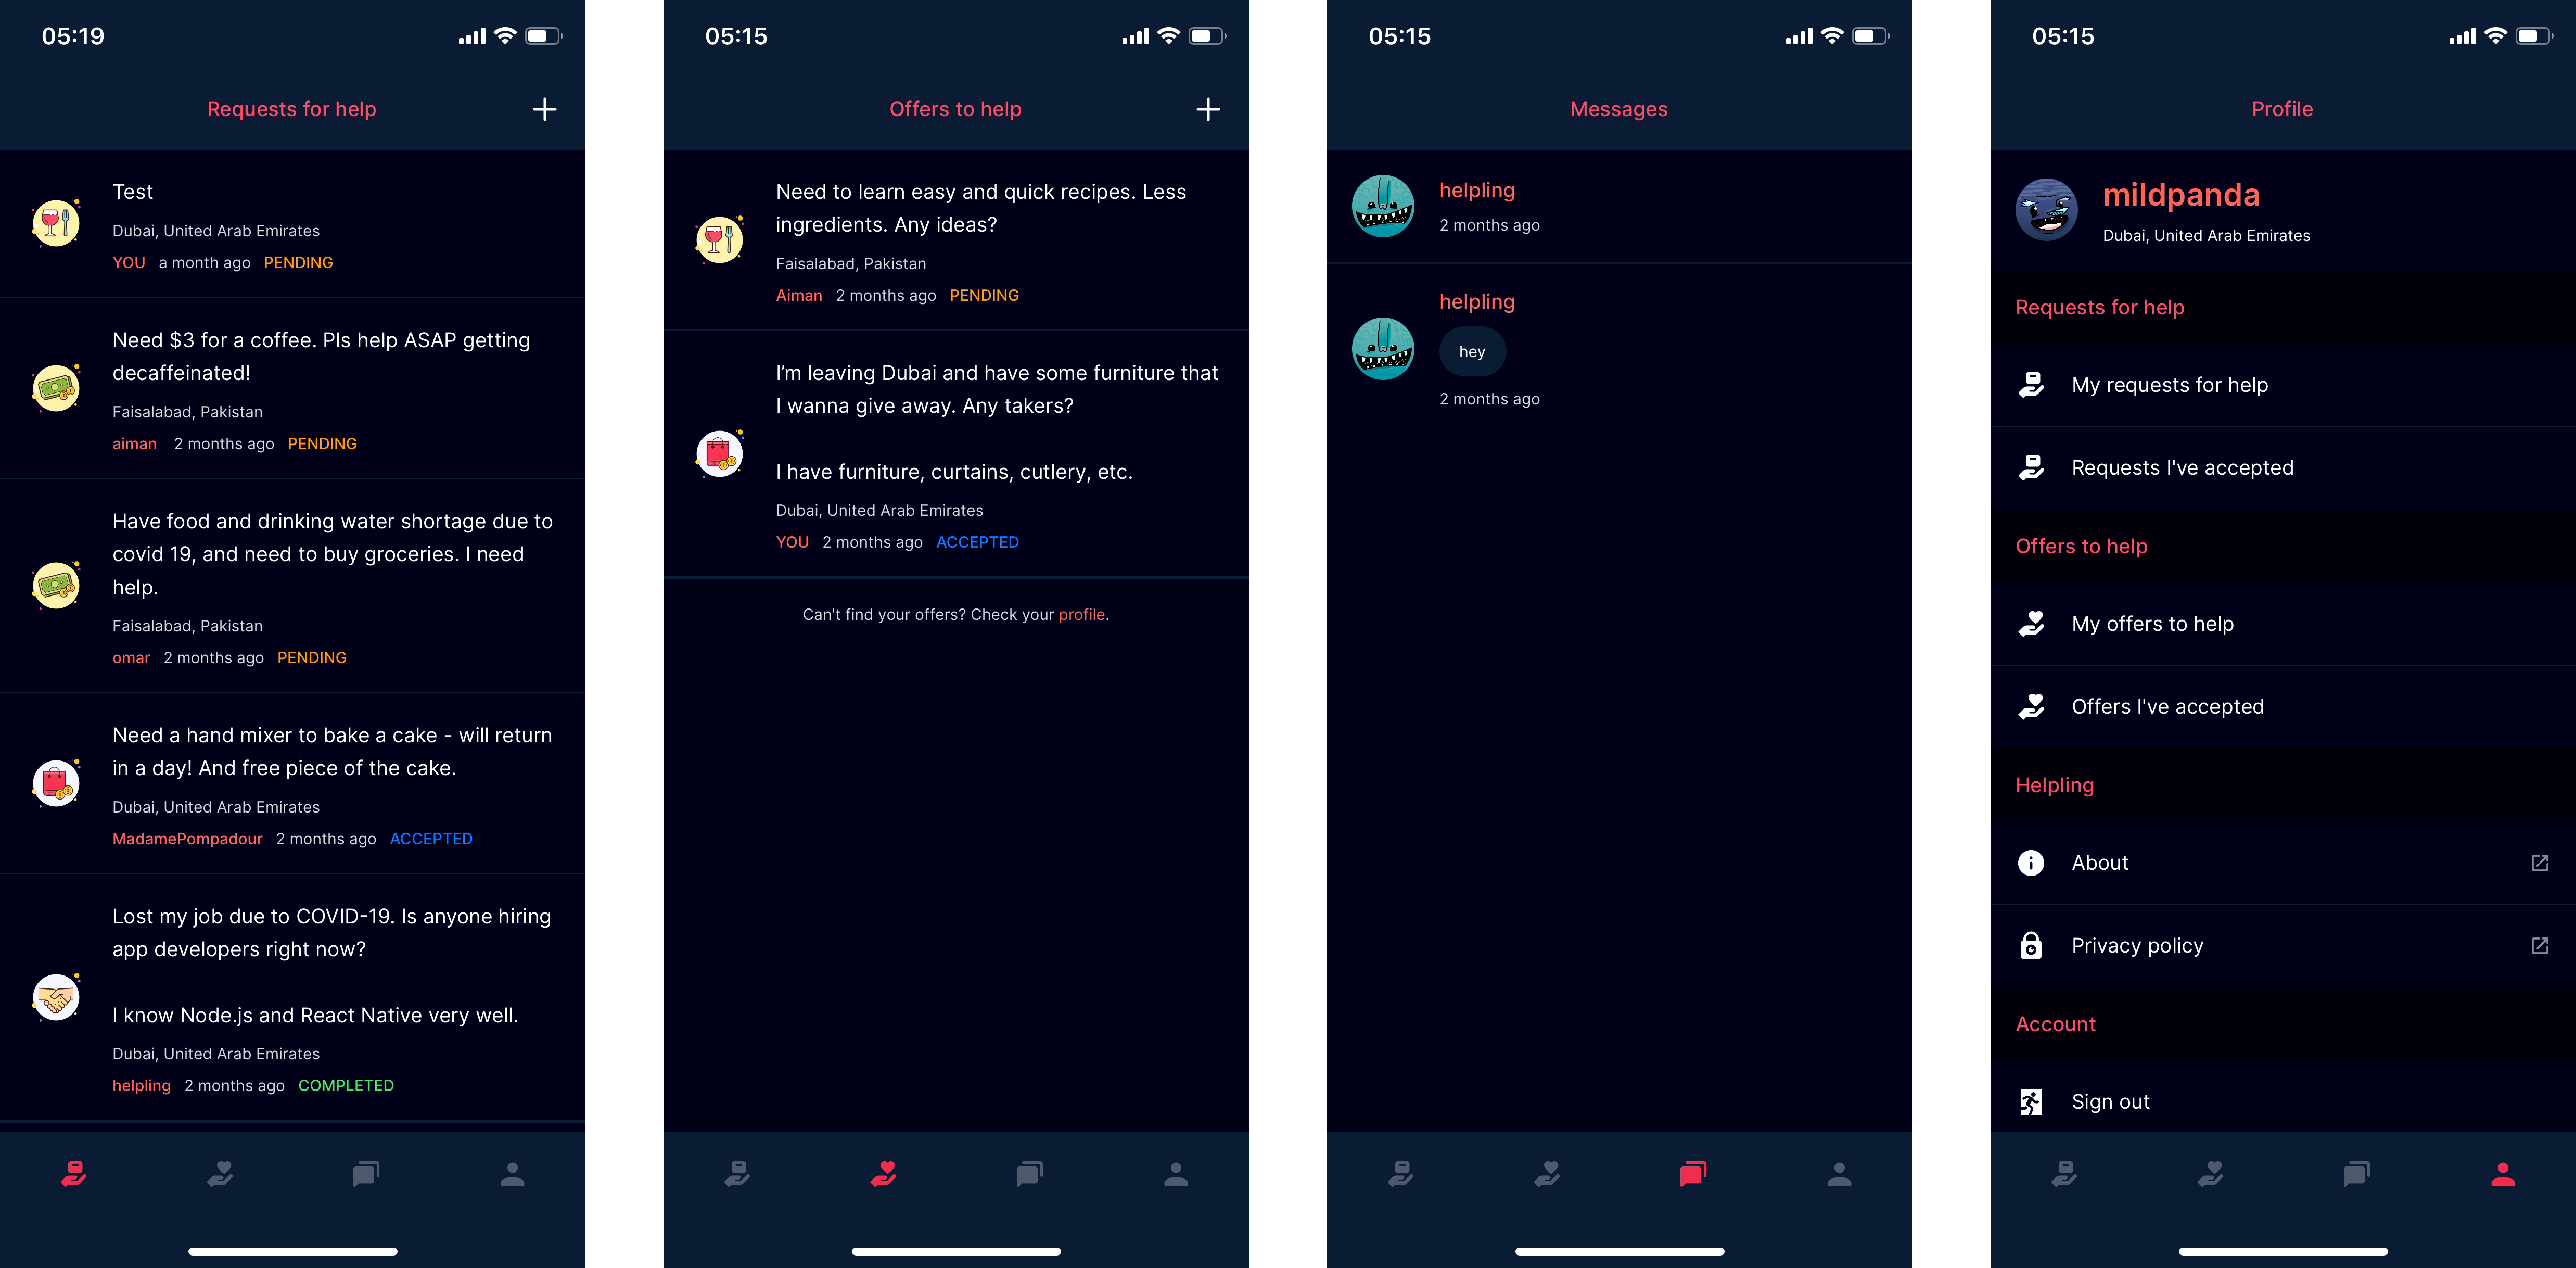 05:19
Requests for help
Test
Dubai, United Arab Emirates
YOU a month ago PENDING
Need $3 for a coffee. Pls help ASAP getting
decaffeinated!
Faisalabad, Pakistan
aiman 2 months ago PENDING
Have food and drinking water shortage due to
covid 19, and need to buy groceries. I need
help.
Faisalabad, Pakistan
omar 2 months ago PENDING
Need a hand mixer to bake a cake - will return
in a day! And free piece of the cake.
Dubai, United Arab Emirates
MadamePompadour 2 months ago ACCEPTED
Lost my job due to COVID-19. Is anyone hiring
app developers right now?
I know Node.js and React Native very well.
Dubai, United Arab Emirates
helpling 2 months ago COMPLETED
05:15
Offers to help
Need to learn easy and quick recipes. Less
ingredients. Any ideas?
Faisalabad, Pakistan
Aiman 2 months ago PENDING
I’m leaving Dubai and have some furniture that
I wanna give away. Any takers?
I have furniture, curtains, cutlery, etc.
Dubai, United Arab Emirates
YOU 2 months ago ACCEPTED
Can't find your offers? Check your profile.
05:15
Messages
helpling
2 months ago
helpling
hey
2 months ago
05:15
Profile
mildpanda
Dubai, United Arab Emirates
Requests for help
My requests for help
Requests I've accepted
Offers to help
My offers to help
Offers I've accepted
Helpling
About
Privacy policy
Account
Sign out